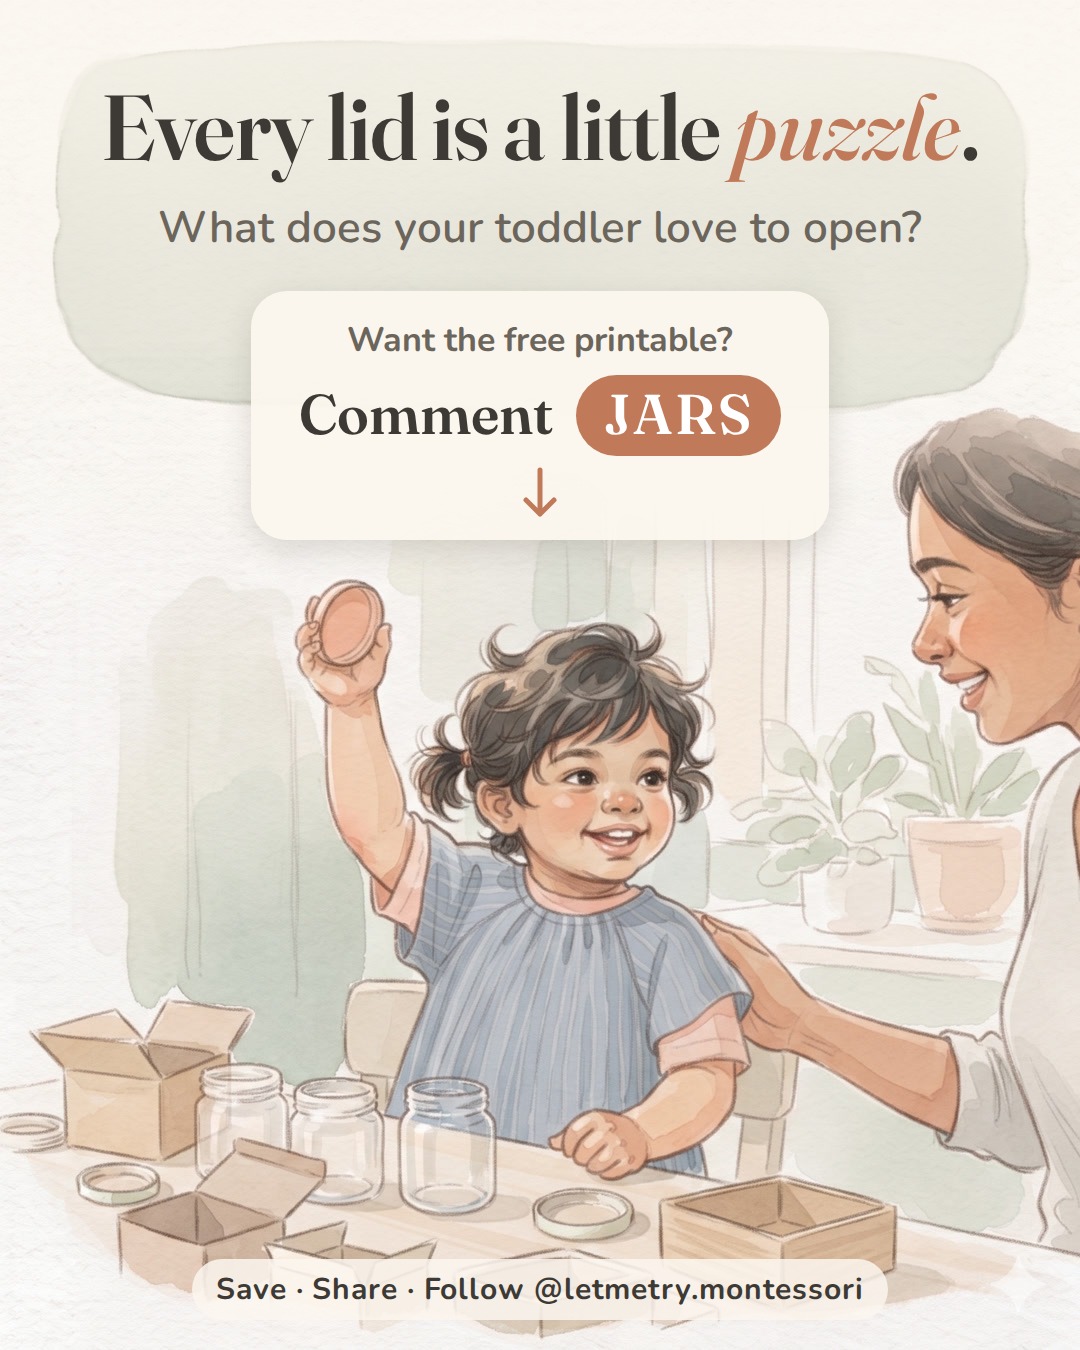 Every lid is a little puzzle.
What does your toddler love to open?
Want the free printable?
Comment JARS
Save · Share · Follow @letmetry.montessori